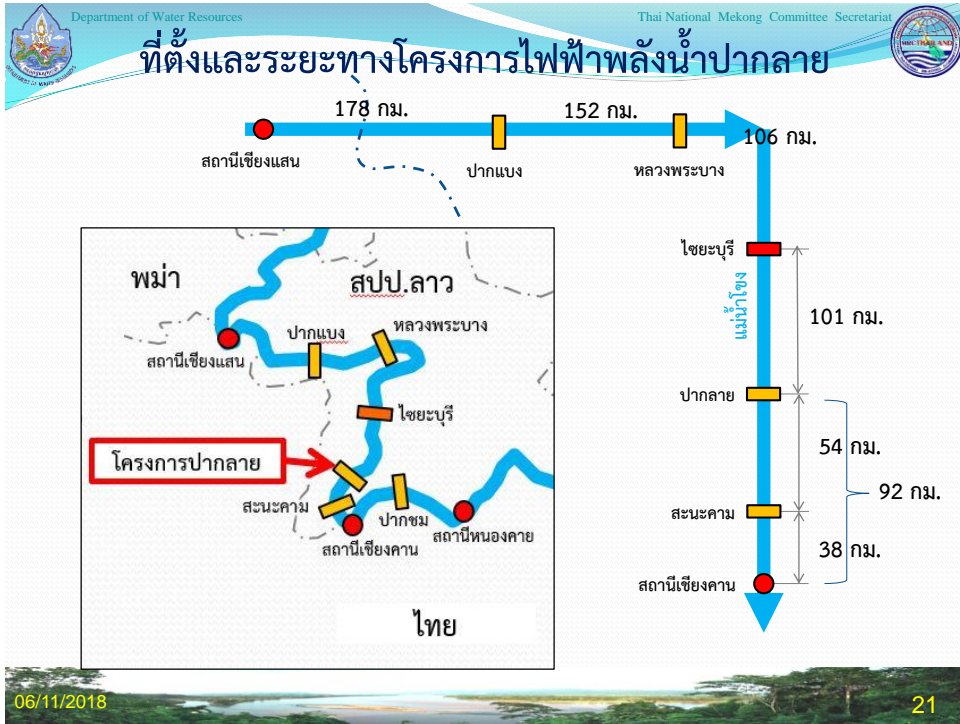 Department of Water Resources
Thai National Mekong Committee Secretariat
MRC THAILAND
ที่ตั้งและระยะทางโครงการไฟฟ้าพลังน้ำปากลาย
178 กม.
152 กม.
106 กม.
สถานีเชียงแสน
ปากแบง
หลวงพระบาง
ไซยะบุรี
แม่น้ำโขง
101 กม.
ปากลาย
54 กม.
92 กม.
สะนะคาม
38 กม.
สถานีเชียงคาน
พม่า
สปป.ลาว
ปากแบง
หลวงพระบาง
สถานีเชียงแสน
ไซยะบุรี
โครงการปากลาย
สะนะคาม
ปากชม
สถานีเชียงคาน
สถานีหนองคาย
ไทย
06/11/2018
21